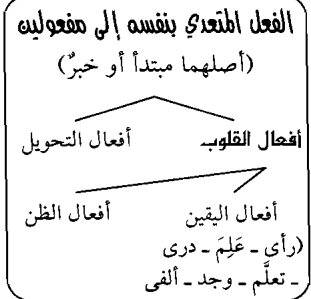 الفعل المتعدي بنفسه إلى مفعولين
(أصلهما مبتدأ أو خبرٌ)
أفعال القلوب أفعال التحويل
أفعال اليقين أفعال الظن
(رأى ـ عَلِمَ ـ درى
ـ تعلَّم ـ وجد ـ ألفى